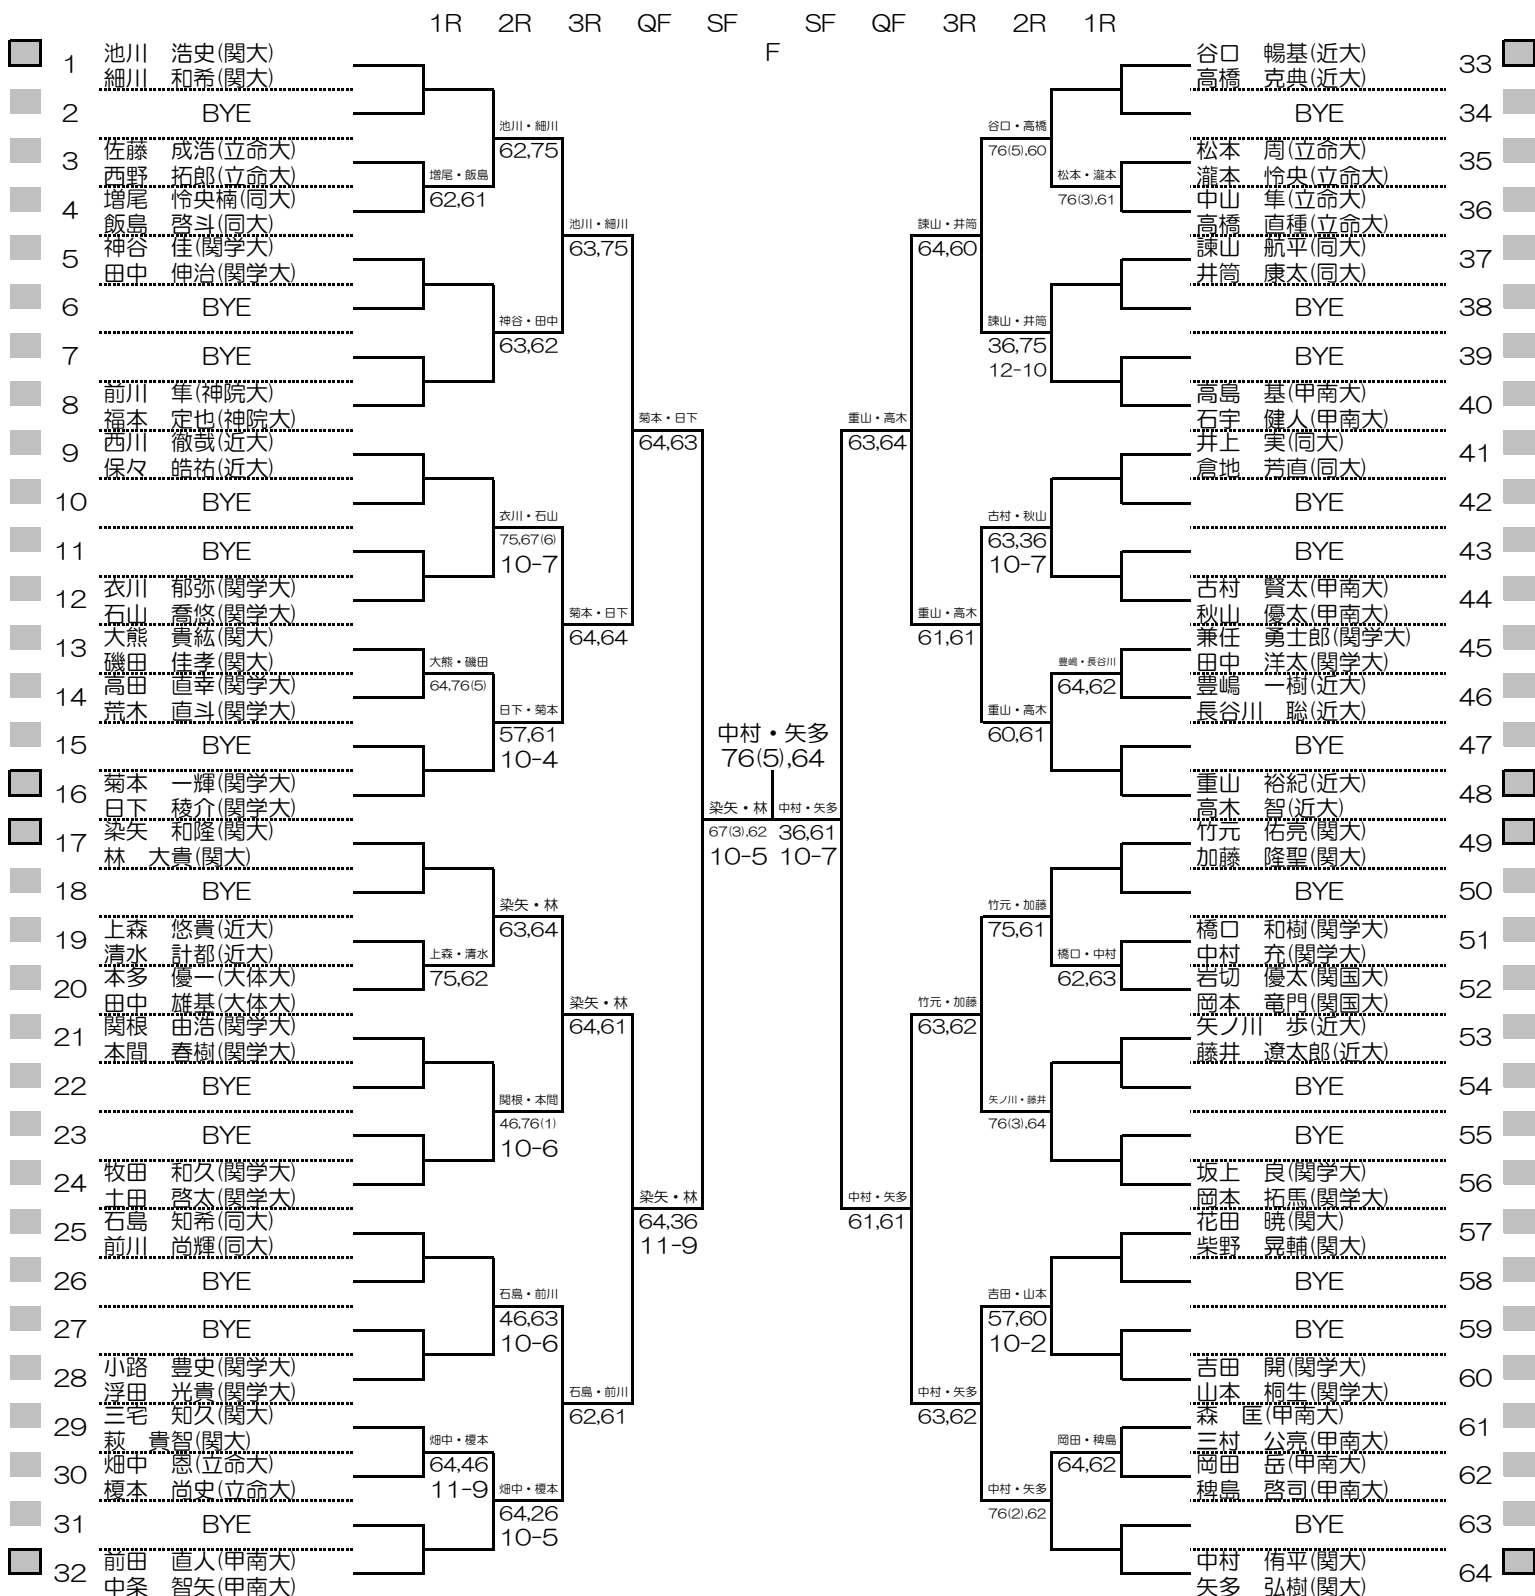 1R 2R 3R QF SF SF QF 3R 2R 1R
F
1 池川 浩史(関大)
細川 和希(関大)
2 BYE
池川・細川
62,75
3 佐藤 成浩(立命大)
西野 拓郎(立命大)
増尾・飯島
62,61
4 増尾 怜央楠(同大)
飯島 啓斗(同大)
池川・細川
63,75
5 神谷 佳(関学大)
田中 伸治(関学大)
6 BYE
神谷・田中
63,62
7 BYE
8 前川 隼(神院大)
福本 定也(神院大)
菊本・日下
64,63
9 西川 徹哉(近大)
保々 皓祐(近大)
10 BYE
衣川・石山
75,67(6)
10-7
11 BYE
12 衣川 郁弥(関学大)
石山 喬悠(関学大)
菊本・日下
64,64
13 大熊 貴紘(関大)
磯田 佳孝(関大)
大熊・磯田
64,76(5)
14 高田 直幸(関学大)
荒木 直斗(関学大)
日下・菊本
57,61
10-4
15 BYE
16 菊本 一輝(関学大)
日下 稜介(関学大)
中村・矢多
76(5),64
染矢・林 中村・矢多
67(3),62 36,61
10-5 10-7
17 染矢 和隆(関大)
林 大貴(関大)
18 BYE
染矢・林
63,64
19 上森 悠貴(近大)
清水 計都(近大)
上森・清水
75,62
20 本多 優一(大体大)
田中 雄基(大体大)
染矢・林
64,61
21 関根 由浩(関学大)
本間 春樹(関学大)
22 BYE
関根・本間
46,76(1)
10-6
23 BYE
24 牧田 和久(関学大)
土田 啓太(関学大)
染矢・林
64,36
11-9
25 石島 知希(同大)
前川 尚輝(同大)
26 BYE
石島・前川
46,63
10-6
27 BYE
28 小路 豊史(関学大)
浮田 光貴(関学大)
石島・前川
62,61
29 三宅 知久(関大)
萩 貴智(関大)
畑中・榎本
64,46
11-9
30 畑中 恩(立命大)
榎本 尚史(立命大)
畑中・榎本
64,26
10-5
31 BYE
32 前田 直人(甲南大)
中条 智矢(甲南大)
谷口 暢基(近大) 33
高橋 克典(近大)
BYE 34
谷口・高橋
76(5),60
松本 周(立命大) 35
瀧本 怜央(立命大)
松本・瀧本
76(3),61
中山 隼(立命大) 36
高橋 直種(立命大)
諌山・井筒
64,60
諌山 航平(同大) 37
井筒 康太(同大)
BYE 38
諌山・井筒
36,75
12-10
BYE 39
高島 基(甲南大) 40
石宇 健人(甲南大)
重山・高木
63,64
井上 実(同大) 41
倉地 芳直(同大)
BYE 42
古村・秋山
63,36
10-7
BYE 43
古村 賢太(甲南大) 44
秋山 優太(甲南大)
重山・高木
61,61
兼任 勇士郎(関学大) 45
田中 洋太(関学大)
豊嶋・長谷川
64,62
豊嶋 一樹(近大) 46
長谷川 聡(近大)
重山・高木
60,61
BYE 47
重山 裕紀(近大) 48
高木 智(近大)
竹元 佑亮(関大) 49
加藤 隆聖(関大)
BYE 50
竹元・加藤
75,61
橋口 和樹(関学大) 51
中村 充(関学大)
橋口・中村
62,63
岩切 優太(関国大) 52
岡本 竜門(関国大)
竹元・加藤
63,62
矢ノ川 歩(近大) 53
藤井 遼太郎(近大)
BYE 54
矢ノ川・藤井
76(3),64
BYE 55
坂上 良(関学大) 56
岡本 拓馬(関学大)
中村・矢多
61,61
花田 暁(関大) 57
柴野 晃輔(関大)
BYE 58
吉田・山本
57,60
10-2
BYE 59
吉田 開(関学大) 60
山本 桐生(関学大)
中村・矢多
63,62
森 匡(甲南大) 61
三村 公亮(甲南大)
岡田・稗島
64,62
岡田 岳(甲南大) 62
稗島 啓司(甲南大)
中村・矢多
76(2),62
BYE 63
中村 侑平(関大) 64
矢多 弘樹(関大)